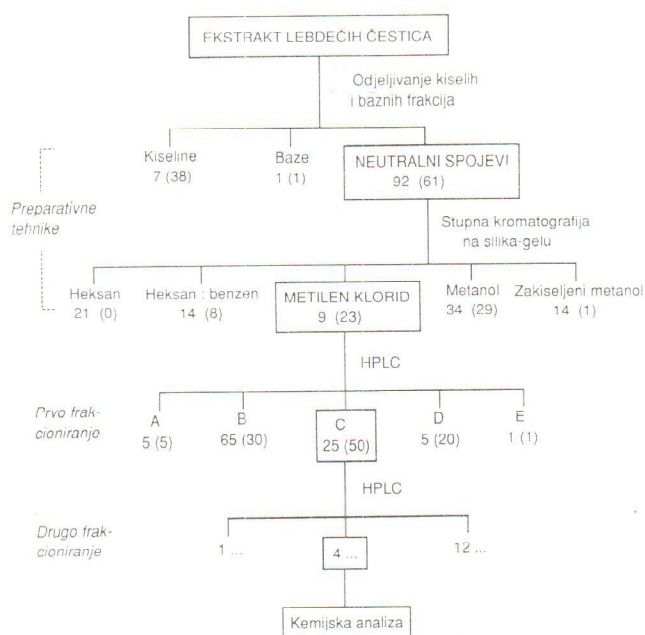 EKSTRAKT LEBDEĆIH ČESTICA
Odjeljivanje kiselih
i baznih frakcija
Kiseline
7 (38)
Baze
1 (1)
NEUTRALNI SPOJEVI
92 (61)
Preparativne
tehnike
Stupna kromatografija
na silika-gelu
Heksan
21 (0)
Heksan : benzen
14 (8)
METILEN KLORID
9 (23)
Metanol
34 (29)
Zakiseljeni metanol
14 (1)
HPLC
Prvo frak-
cioniranje
A
5 (5)
B
65 (30)
C
25 (50)
D
5 (20)
E
1 (1)
HPLC
Drugo frak-
cioniranje
1 ...
4 ...
12 ...
Kemijska analiza